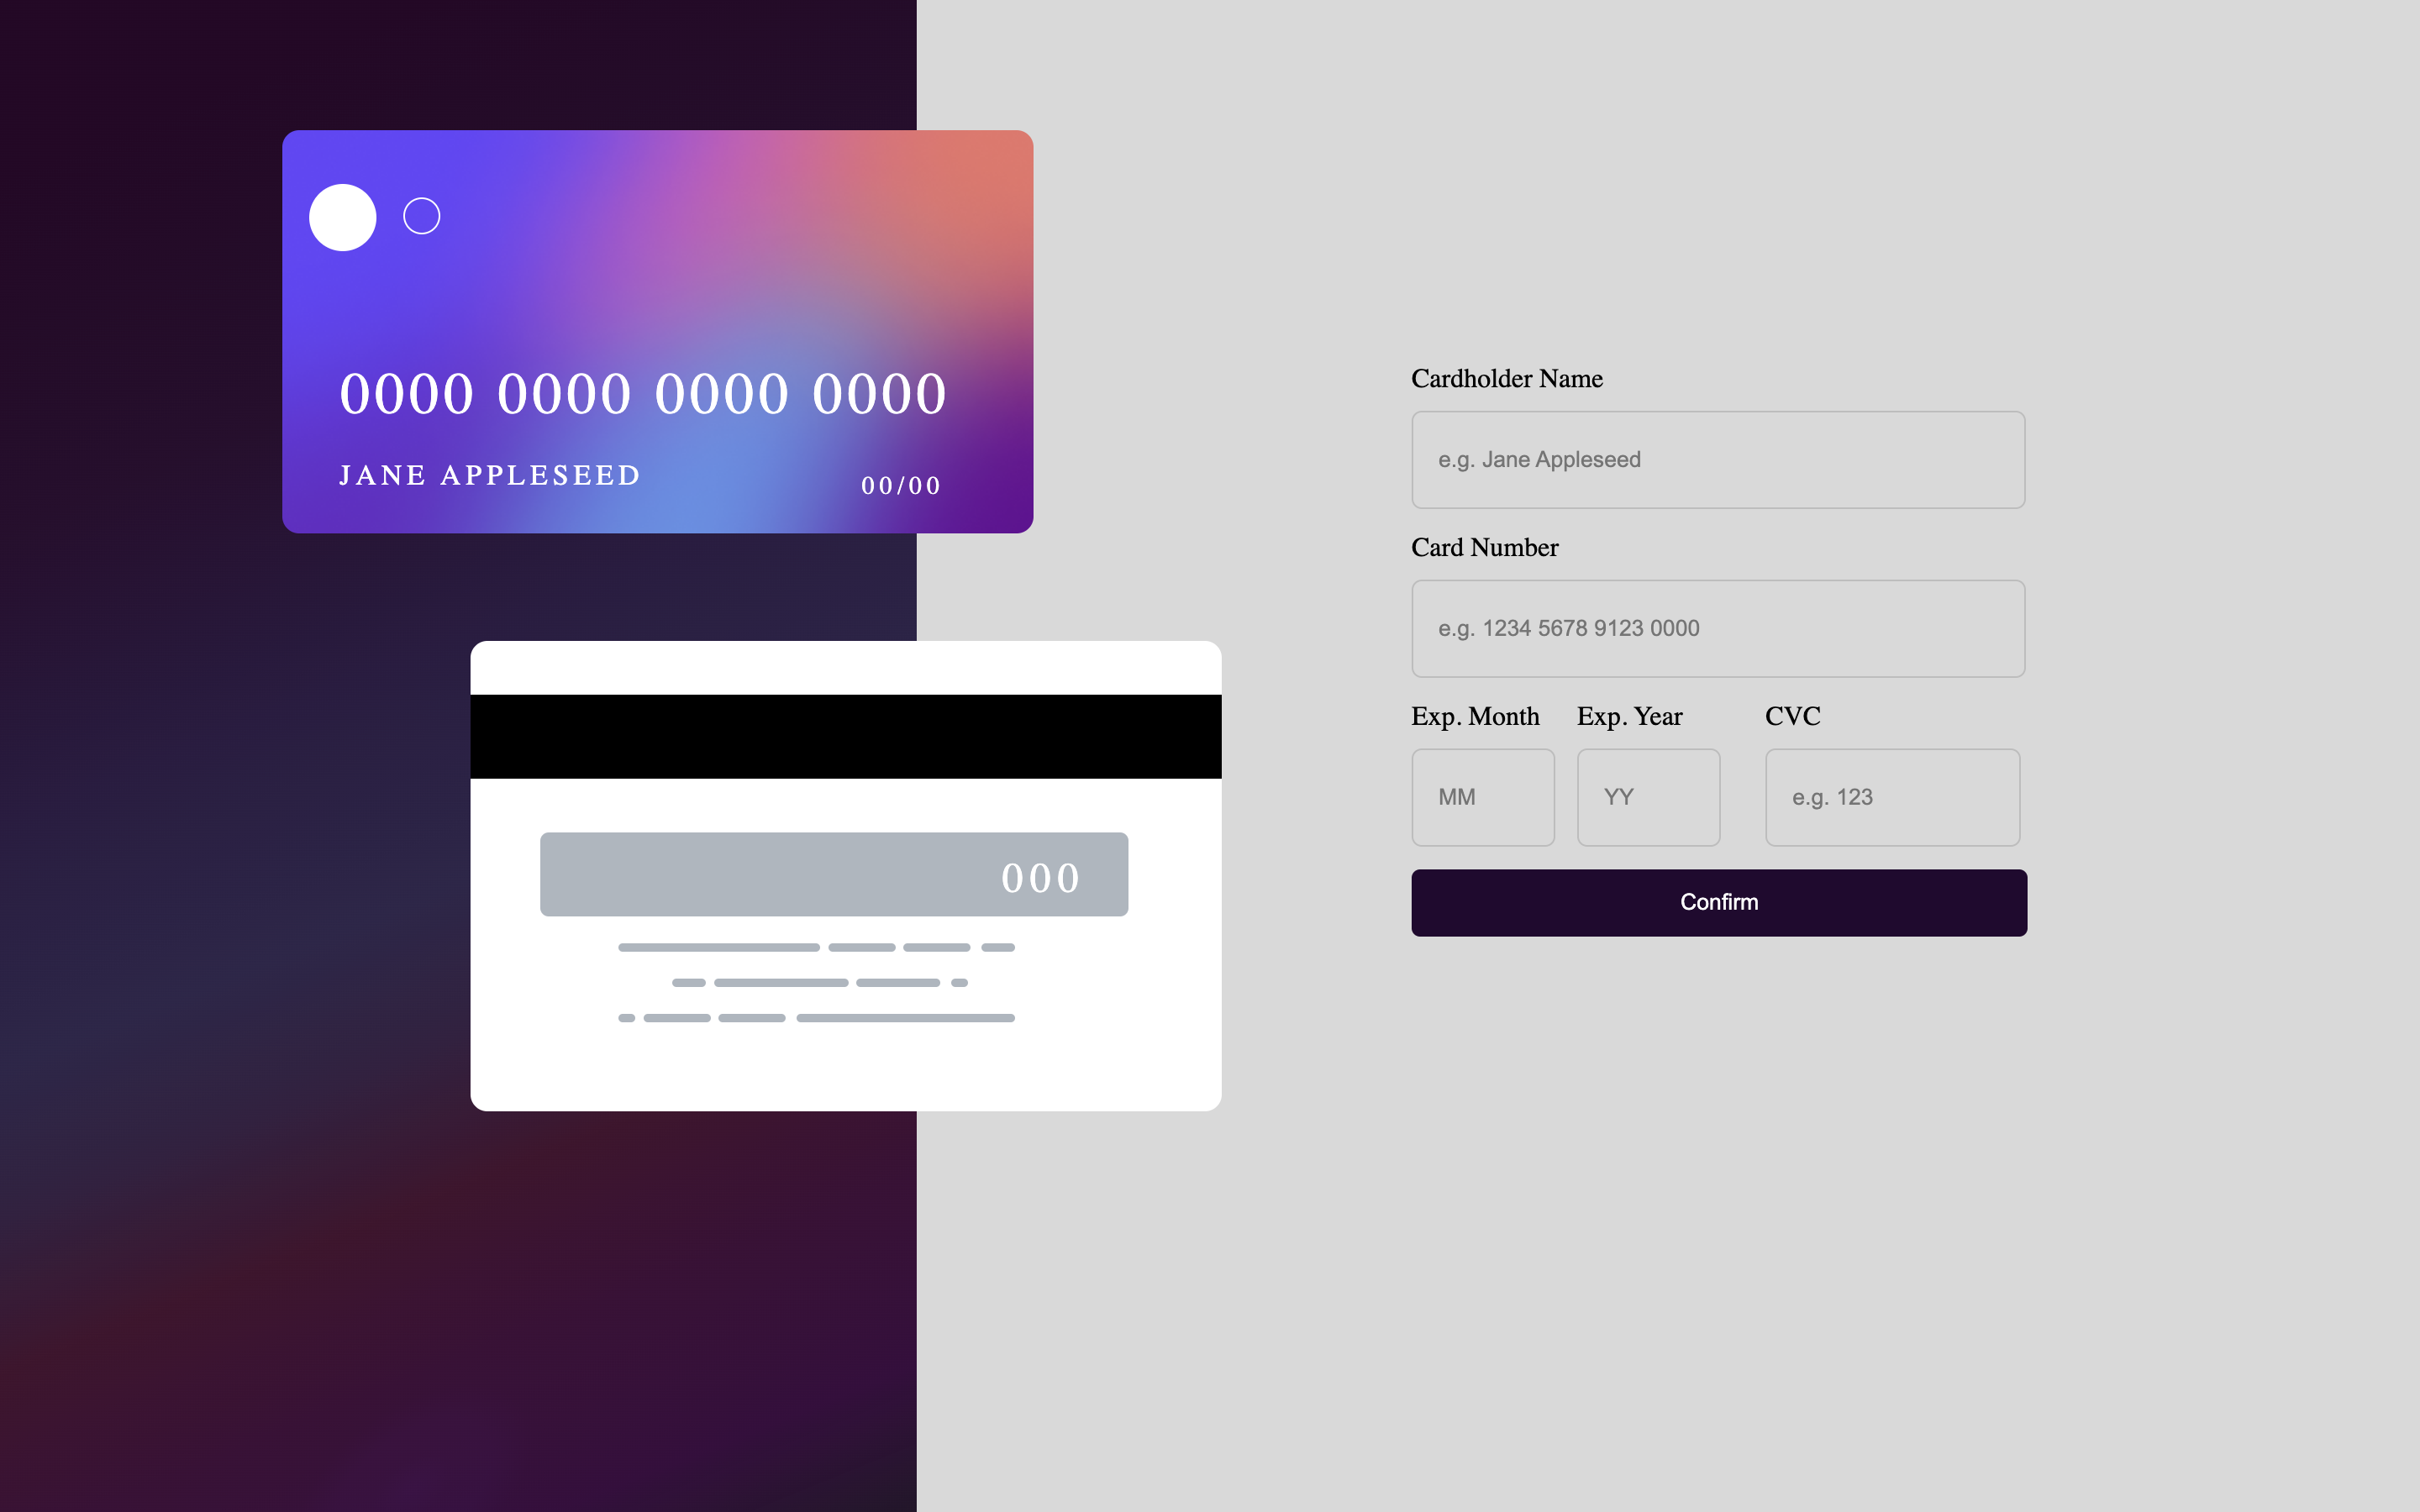 0000 0000 0000 0000
JANE APPLESEED
00/00
000
Cardholder Name
e.g. Jane Appleseed
Card Number
e.g. 1234 5678 9123 0000
Exp. Month Exp. Year CVC
MM YY e.g. 123
Confirm